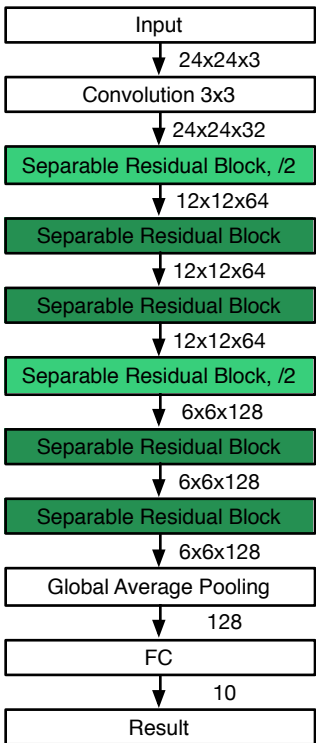 Input
24x24x3
Convolution 3x3
24x24x32
Separable Residual Block, /2
12x12x64
Separable Residual Block
12x12x64
Separable Residual Block
12x12x64
Separable Residual Block, /2
6x6x128
Separable Residual Block
6x6x128
Separable Residual Block
6x6x128
Global Average Pooling
128
FC
10
Result